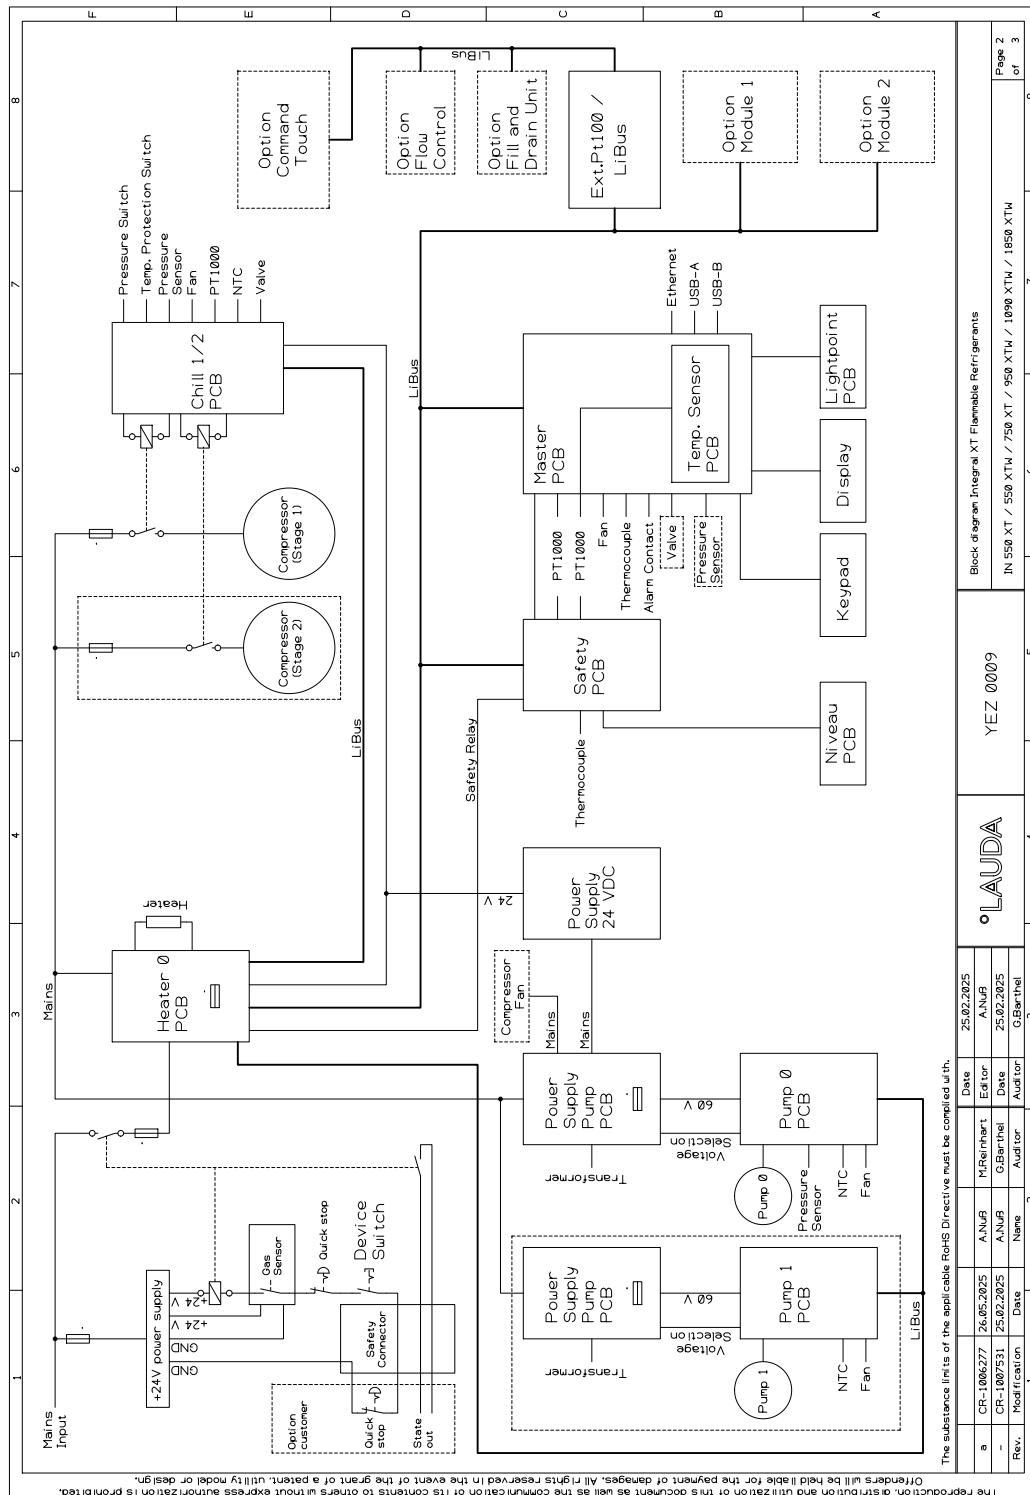 F
E
D
C
B
A
1
2
3
4
5
6
7
8
Mains
Input
+24V power supply
GND
GND
+24 V
+24 V
Gas
Sensor
Quick stop
Device
Switch
Safety
Connector
Option
customer
Quick
stop
State
out
Mains
Heater 0
PCB
Heater
Compressor
Fan
Mains
Mains
Power
Supply
Pump
PCB
Transformer
60 V
Voltage
Selection
Pump 0
PCB
Pump 0
Pressure
Sensor
NTC
Fan
Power
Supply
Pump
PCB
Transformer
60 V
Voltage
Selection
Pump 1
PCB
Pump 1
NTC
Fan
LiBus
Power
Supply
24 VDC
24 V
Safety Relay
LiBus
Compressor
(Stage 2)
Compressor
(Stage 1)
Chill 1/2
PCB
Pressure Switch
Temp. Protection Switch
Pressure
Sensor
Fan
PT1000
NTC
Valve
Thermocouple
Safety
PCB
PT1000
PT1000
Fan
Thermocouple
Alarm Contact
Valve
Pressure
Sensor
Master
PCB
Temp. Sensor
PCB
Ethernet
USB-A
USB-B
LiBus
Niveau
PCB
Keypad
Display
Lightpoint
PCB
Option
Command
Touch
Option
Flow
Control
Option
Fill and
Drain Unit
LiBus
Ext.Pt100 /
LiBus
Option
Module 1
Option
Module 2
The substance limits of the applicable RoHS Directive must be complied with.
a CR-1006277 26.05.2025 A.Nuß M.Reinhart
- CR-1007531 25.02.2025 A.Nuß G.Barthel
Rev. Modification Date Name Auditor
Date 25.02.2025
Editor A.Nuß
Date 25.02.2025
Auditor G.Barthel
LAUDA
YEZ 0009
Block diagram Integral XT Flammable Refrigerants
IN 550 XT / 550 XTW / 750 XT / 950 XTW / 1090 XTW / 1850 XTW
Page 2
of 3
The reproduction, distribution and utilization of this document as well as the communication of its contents to others without express authorization is prohibited.
Offenders will be held liable for the payment of damages. All rights reserved in the event of the grant of a patent, utility model or design.